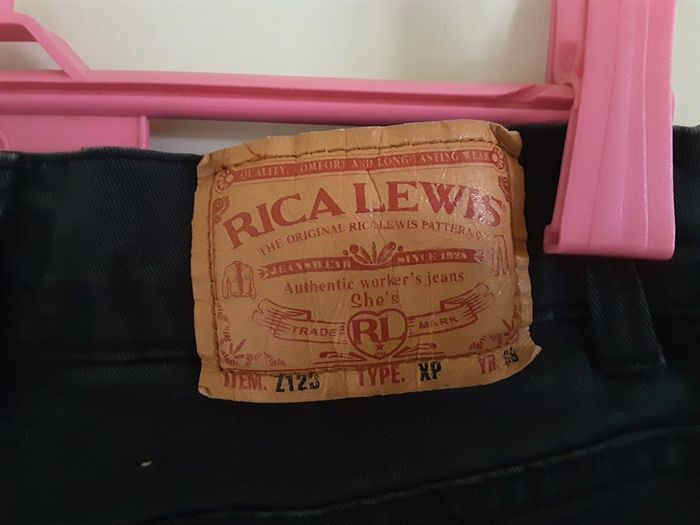 QUALITY, COMFORT AND LONG-LASTING WEAR
RICA LEWIS
THE ORIGINAL RICA LEWIS PATTERNS
JEANSWEAR SINCE 1928
Authentic worker's jeans
She's
TRADE RL MARK
ITEM. Z123 TYPE. XP YR.